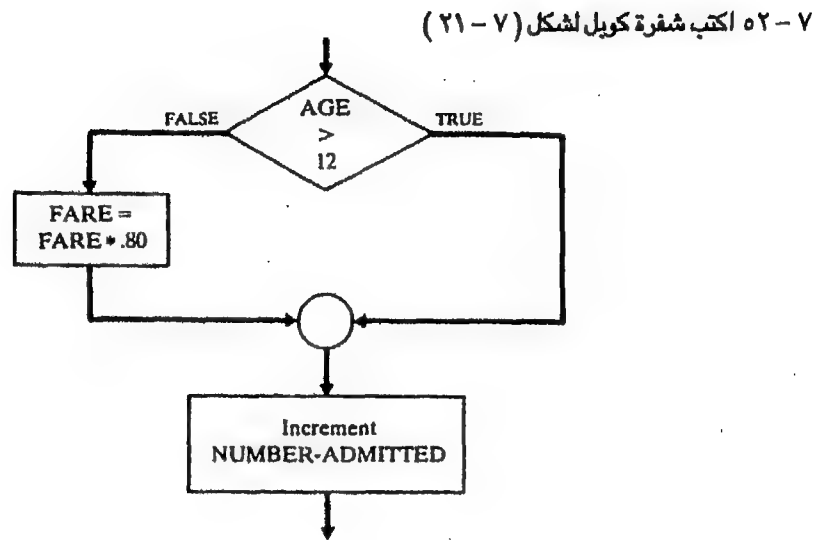 ٧ – ٥٢ اكتب شفرة كوبل لشكل ( ٧ – ٢١ )
AGE
>
12
FALSE
TRUE
FARE =
FARE * .80
Increment
NUMBER-ADMITTED